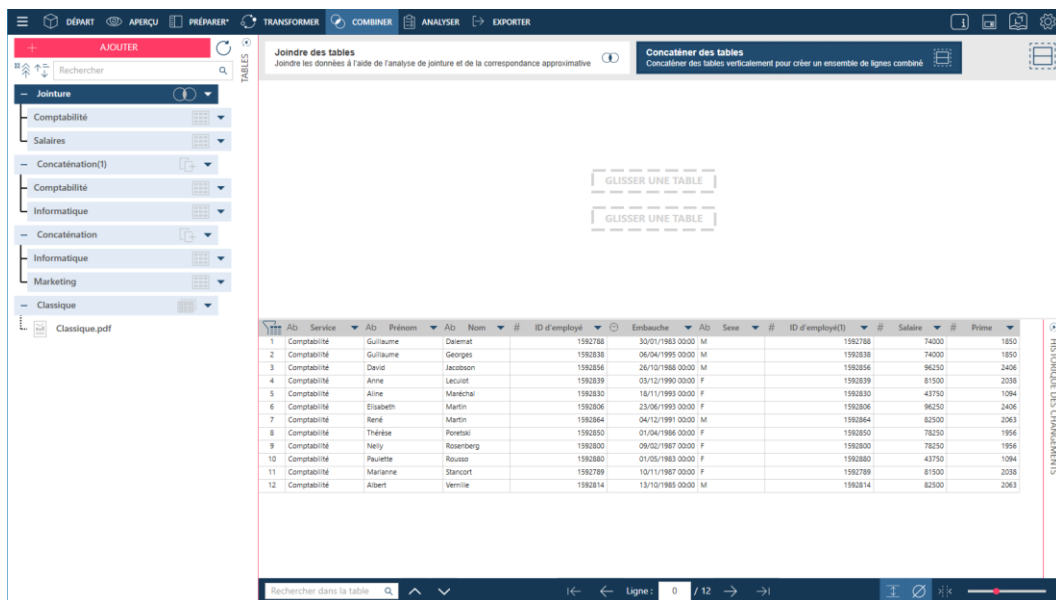 DÉPART APERÇU PRÉPARER* TRANSFORMER COMBINER ANALYSER EXPORTER
AJOUTER
Rechercher
TABLES
Jointure
Comptabilité
Salaires
Concaténation(1)
Comptabilité
Informatique
Concaténation
Informatique
Marketing
Classique
Classique.pdf
Joindre des tables
Joindre les données à l'aide de l'analyse de jointure et de la correspondance approximative
Concaténer des tables
Concaténer des tables verticalement pour créer un ensemble de lignes combiné
GLISSER UNE TABLE
GLISSER UNE TABLE
Ab Service Ab Prénom Ab Nom # ID d'employé Embauche Ab Sexe # ID d'employé(1) # Salaire # Prime
1 Comptabilité Guillaume Dalemat 1592788 30/01/1983 00:00 M 1592788 74000 1850
2 Comptabilité Guillaume Georges 1592838 06/04/1995 00:00 M 1592838 74000 1850
3 Comptabilité David Jacobson 1592856 26/10/1988 00:00 M 1592856 96250 2406
4 Comptabilité Anne Leculot 1592839 03/12/1990 00:00 F 1592839 81500 2038
5 Comptabilité Aline Maréchal 1592830 18/11/1993 00:00 F 1592830 43750 1094
6 Comptabilité Elisabeth Martin 1592806 23/06/1993 00:00 F 1592806 96250 2406
7 Comptabilité René Martin 1592864 04/12/1991 00:00 M 1592864 82500 2063
8 Comptabilité Thérèse Poretski 1592850 01/04/1986 00:00 F 1592850 78250 1956
9 Comptabilité Nelly Rosenberg 1592800 09/02/1987 00:00 F 1592800 78250 1956
10 Comptabilité Paulette Rousso 1592880 01/05/1983 00:00 F 1592880 43750 1094
11 Comptabilité Marianne Stancort 1592789 10/11/1987 00:00 F 1592789 81500 2038
12 Comptabilité Albert Vernille 1592814 13/10/1985 00:00 M 1592814 82500 2063
HISTORIQUE DES CHANGEMENTS
Rechercher dans la table Ligne : 0 / 12